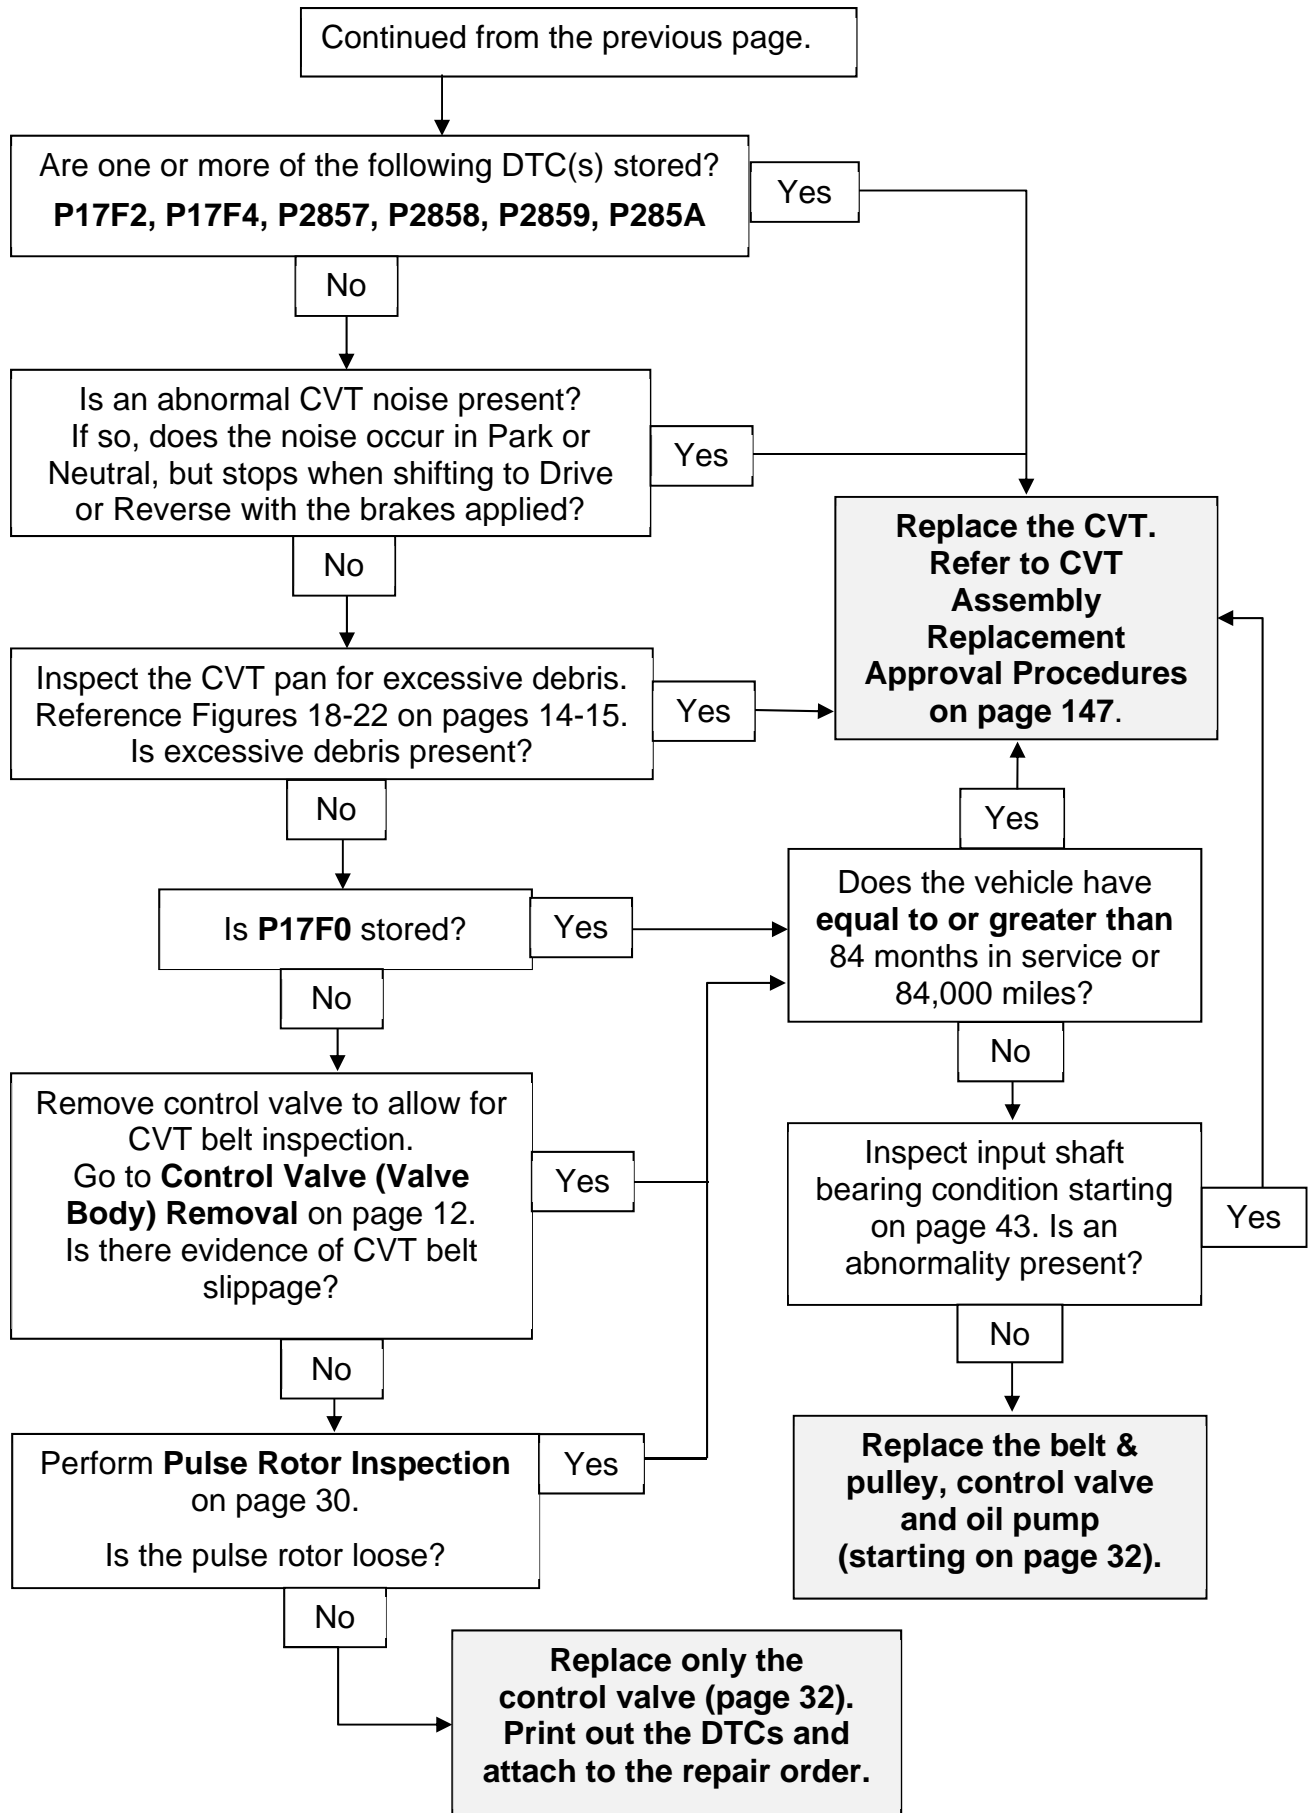 Continued from the previous page.
Are one or more of the following DTC(s) stored?
P17F2, P17F4, P2857, P2858, P2859, P285A
Yes
No
Is an abnormal CVT noise present?
If so, does the noise occur in Park or
Neutral, but stops when shifting to Drive
or Reverse with the brakes applied?
Yes
No
Replace the CVT.
Refer to CVT
Assembly
Replacement
Approval Procedures
on page 147.
Inspect the CVT pan for excessive debris.
Reference Figures 18-22 on pages 14-15.
Is excessive debris present?
Yes
No
Yes
Is P17F0 stored?
Yes
No
Does the vehicle have
equal to or greater than
84 months in service or
84,000 miles?
No
Remove control valve to allow for
CVT belt inspection.
Go to Control Valve (Valve
Body) Removal on page 12.
Is there evidence of CVT belt
slippage?
Yes
No
Inspect input shaft
bearing condition starting
on page 43. Is an
abnormality present?
Yes
No
Perform Pulse Rotor Inspection
on page 30.
Is the pulse rotor loose?
Yes
No
Replace the belt &
pulley, control valve
and oil pump
(starting on page 32).
Replace only the
control valve (page 32).
Print out the DTCs and
attach to the repair order.